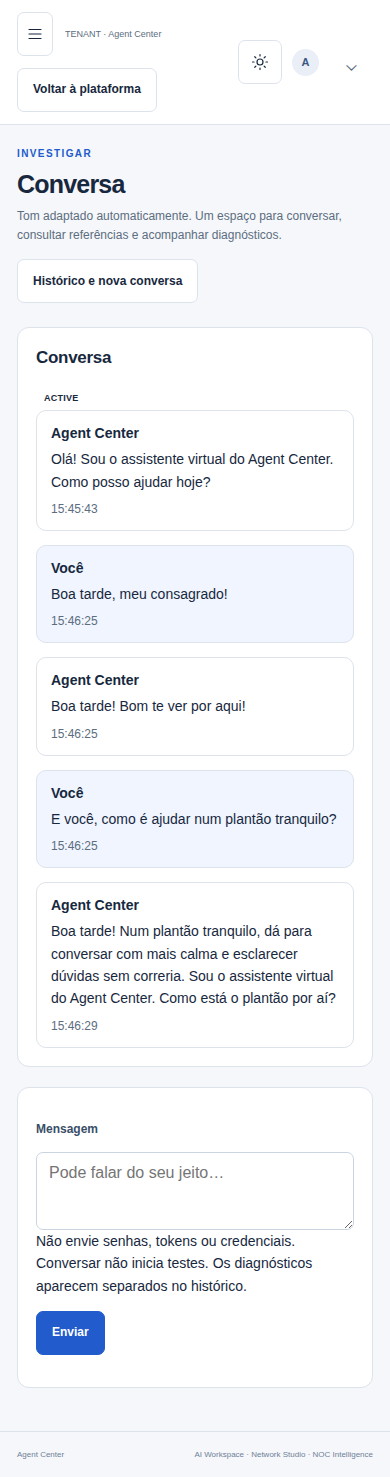 TENANT · Agent Center
Voltar à plataforma
A
INVESTIGAR
Conversa
Tom adaptado automaticamente. Um espaço para conversar,
consultar referências e acompanhar diagnósticos.
Histórico e nova conversa
Conversa
ACTIVE
Agent Center
Olá! Sou o assistente virtual do Agent Center.
Como posso ajudar hoje?
15:45:43
Você
Boa tarde, meu consagrado!
15:46:25
Agent Center
Boa tarde! Bom te ver por aqui!
15:46:25
Você
E você, como é ajudar num plantão tranquilo?
15:46:25
Agent Center
Boa tarde! Num plantão tranquilo, dá para
conversar com mais calma e esclarecer
dúvidas sem correria. Sou o assistente virtual
do Agent Center. Como está o plantão por aí?
15:46:29
Mensagem
Pode falar do seu jeito…
Não envie senhas, tokens ou credenciais.
Conversar não inicia testes. Os diagnósticos
aparecem separados no histórico.
Enviar
Agent Center
AI Workspace · Network Studio · NOC Intelligence